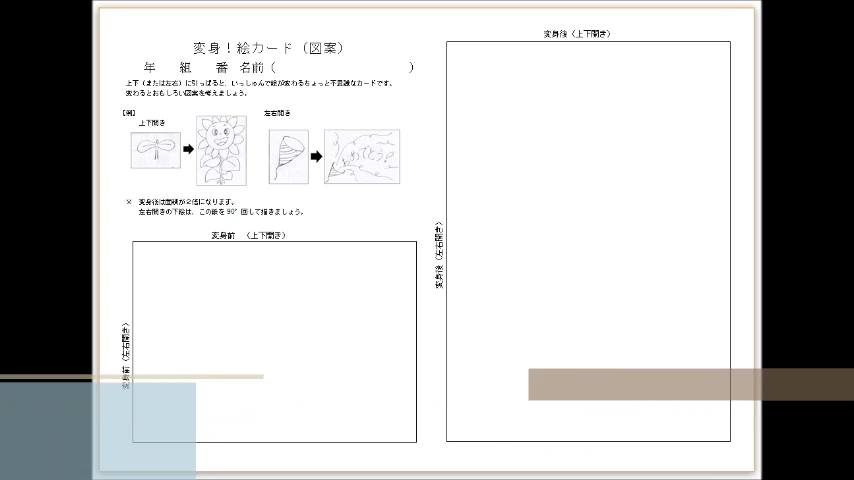 変身！絵カード（図案）
年　組　番 名前（　　　　　　　　　）
上下（または左右）に引っぱると、いっしゅんで絵が変わるちょっと不思議なカードです。
変わるとおもしろい図案を考えましょう。
【例】
上下開き
左右開き
めでとう？
※　変身後は面積が２倍になります。
左右開きの下絵は、この紙を90°回して描きましょう。
変身前　（上下開き）
変身前（左右開き）
変身後（上下開き）
変身後（左右開き）